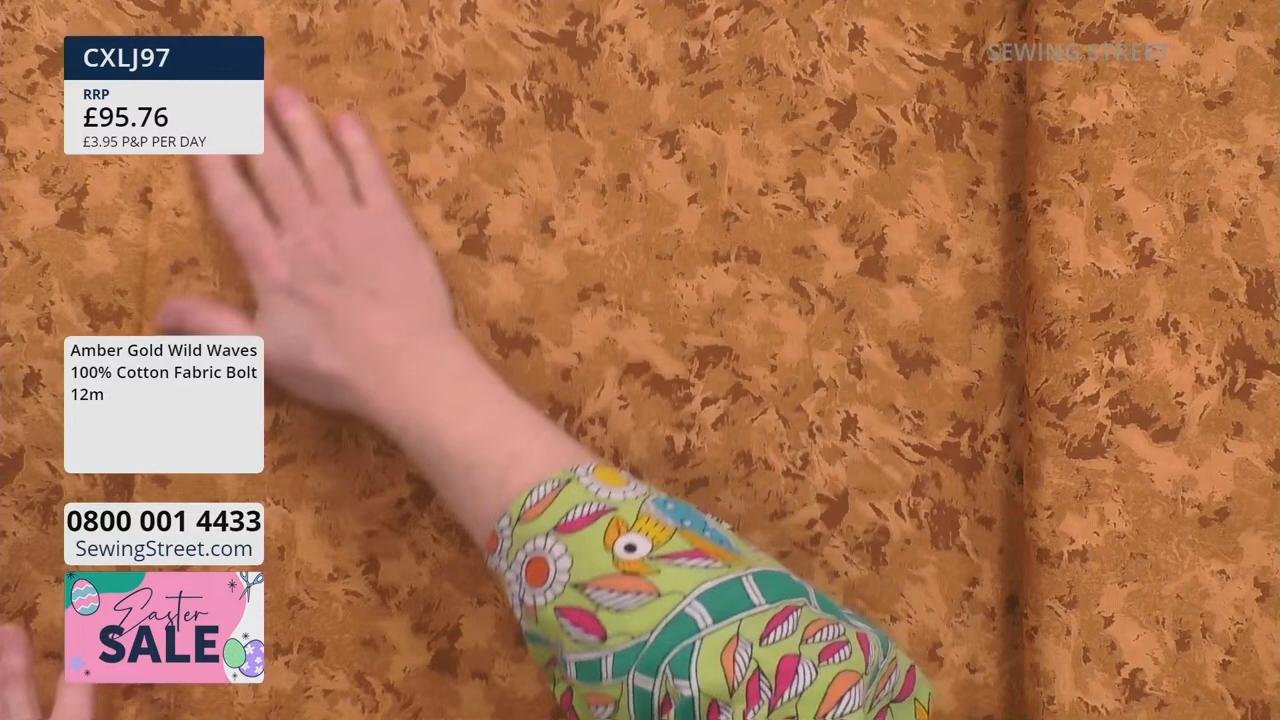 CXLJ97
RRP
£95.76
£3.95 P&P PER DAY
SEWING STREET
Amber Gold Wild Waves
100% Cotton Fabric Bolt
12m
0800 001 4433
SewingStreet.com
Easter
SALE